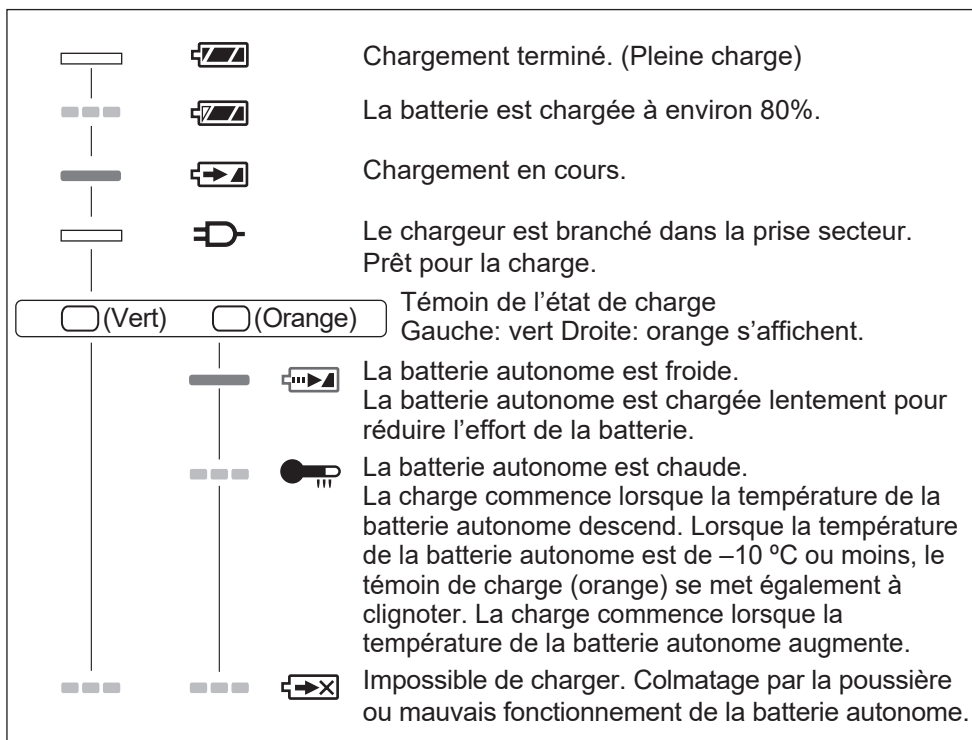 Chargement terminé. (Pleine charge)
La batterie est chargée à environ 80%.
Chargement en cours.
Le chargeur est branché dans la prise secteur.
Prêt pour la charge.
(Vert) (Orange)
Témoin de l’état de charge
Gauche: vert Droite: orange s’affichent.
La batterie autonome est froide.
La batterie autonome est chargée lentement pour
réduire l’effort de la batterie.
La batterie autonome est chaude.
La charge commence lorsque la température de la
batterie autonome descend. Lorsque la température
de la batterie autonome est de –10 ºC ou moins, le
témoin de charge (orange) se met également à
clignoter. La charge commence lorsque la
température de la batterie autonome augmente.
Impossible de charger. Colmatage par la poussière
ou mauvais fonctionnement de la batterie autonome.